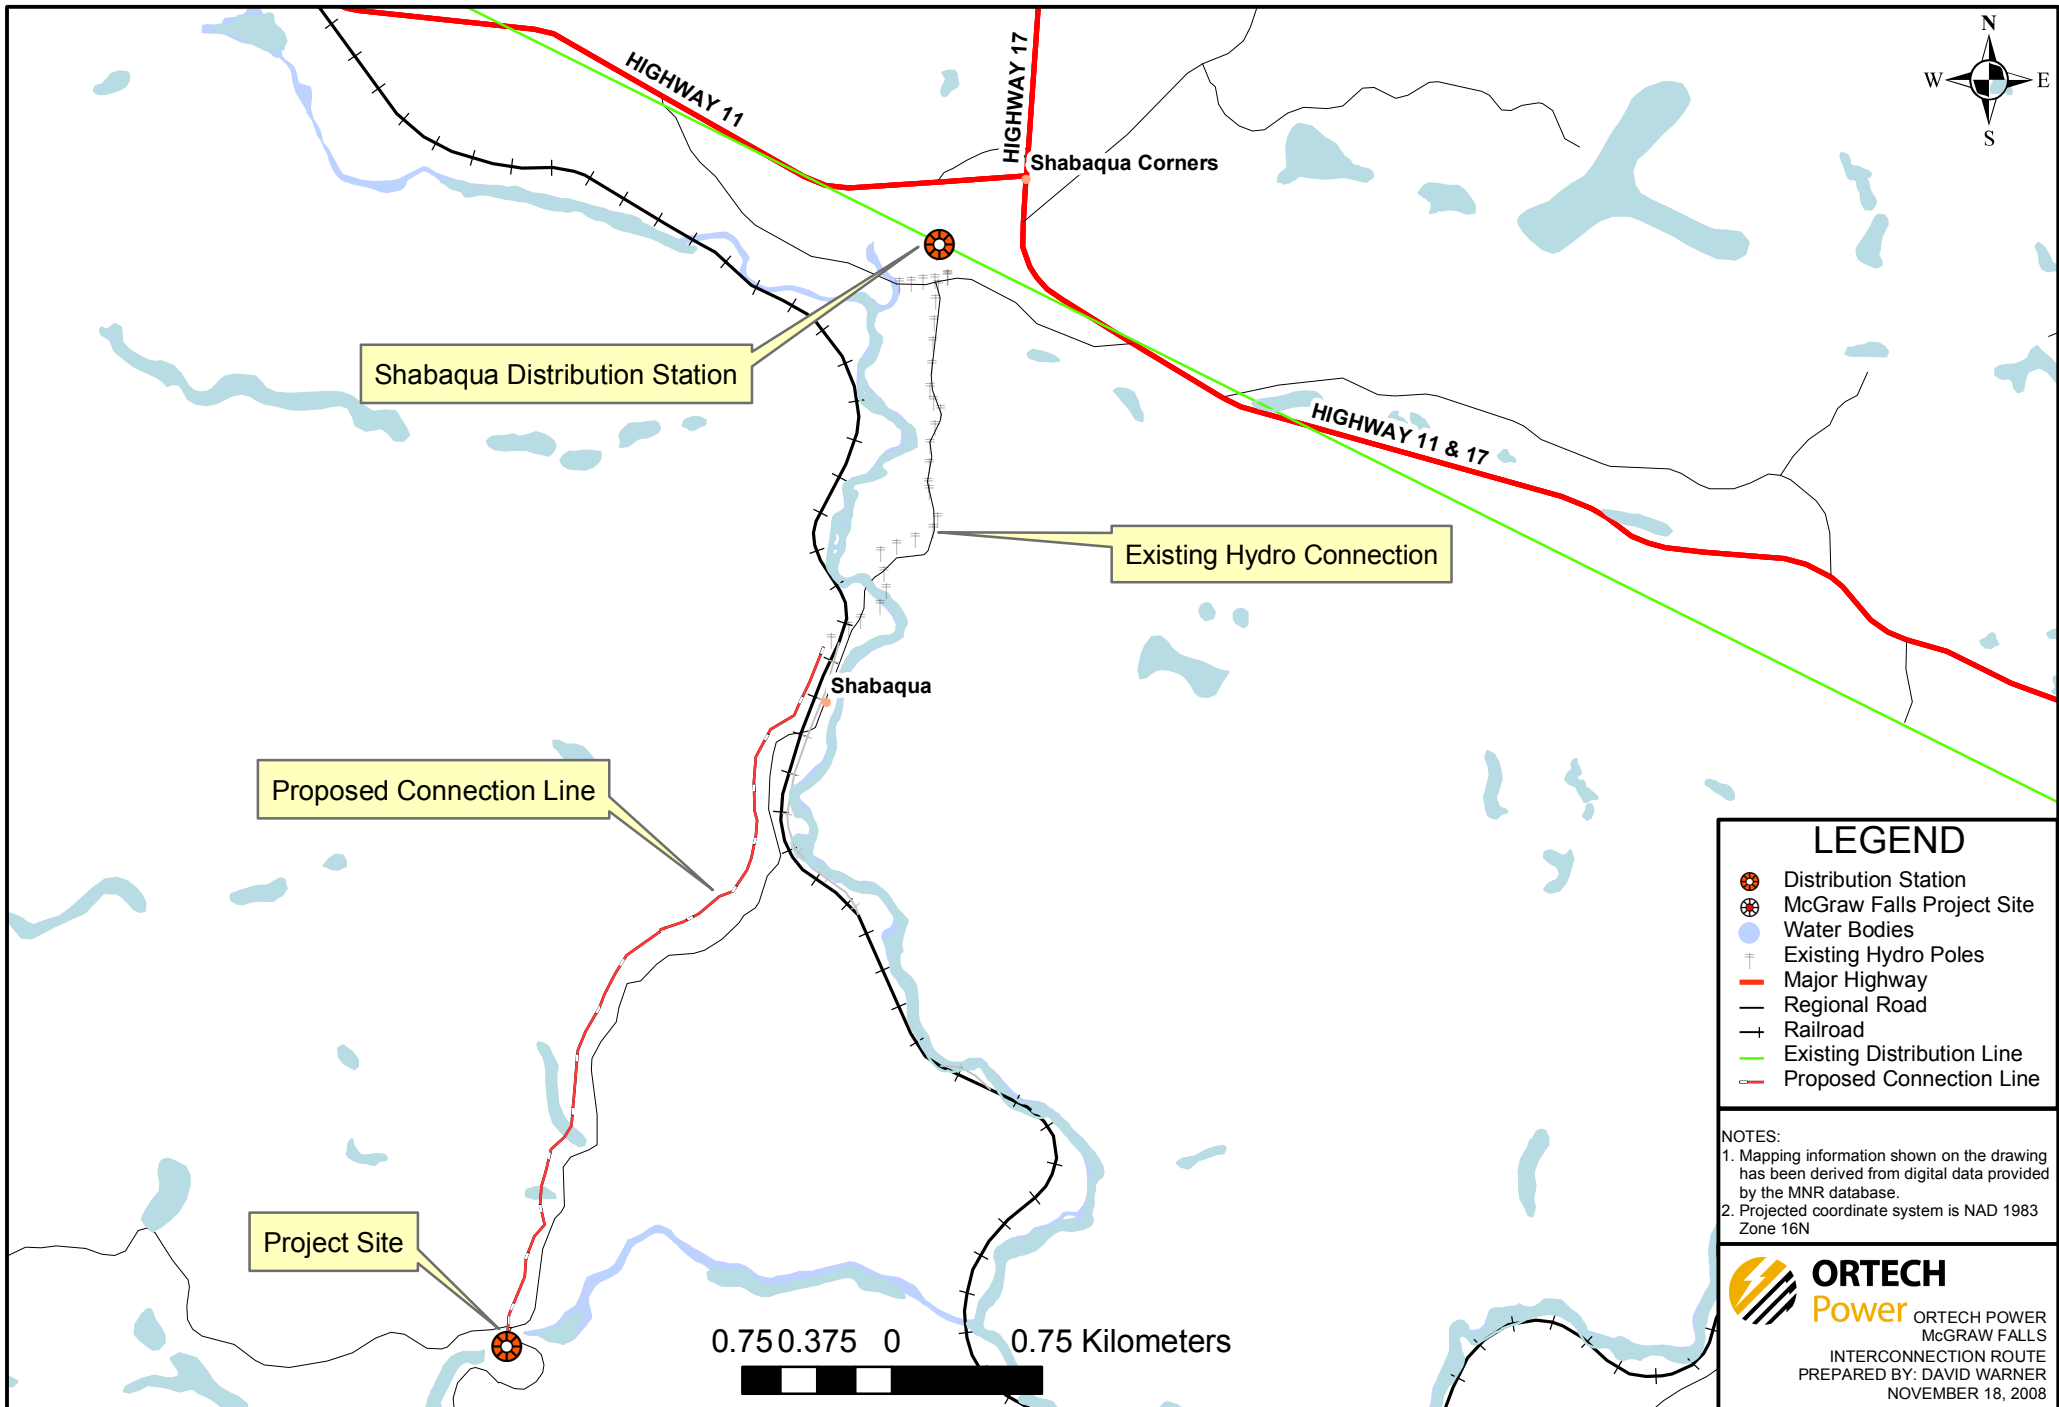 HIGHWAY 11
HIGHWAY 17
N
W
E
S
Shabaqua Corners
Shabaqua Distribution Station
HIGHWAY 11 & 17
Existing Hydro Connection
Shabaqua
Proposed Connection Line
Project Site
LEGEND
Distribution Station
McGraw Falls Project Site
Water Bodies
Existing Hydro Poles
Major Highway
Regional Road
Railroad
Existing Distribution Line
Proposed Connection Line
NOTES:
1. Mapping information shown on the drawing
has been derived from digital data provided
by the MNR database.
2. Projected coordinate system is NAD 1983
Zone 16N
ORTECH
Power
ORTECH POWER
McGRAW FALLS
INTERCONNECTION ROUTE
PREPARED BY: DAVID WARNER
NOVEMBER 18, 2008
0.75 0.375 0 0.75 Kilometers